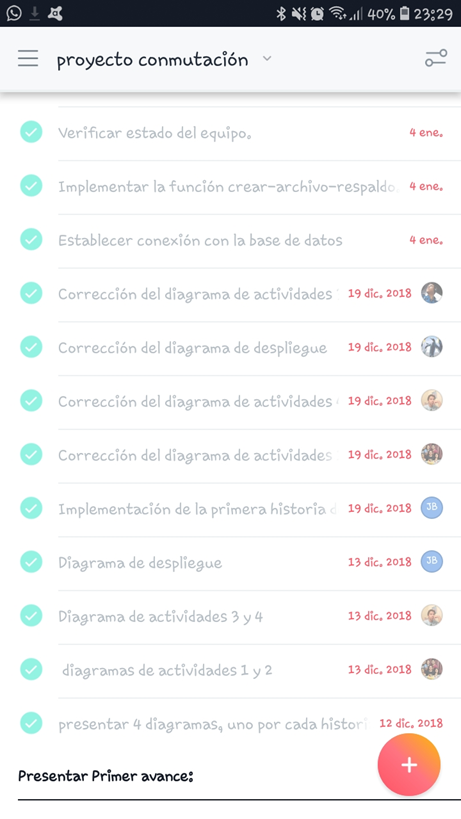 40% 23:29
proyecto conmutación
Verificar estado del equipo. 4 ene.
Implementar la función crear-archivo-respaldo 4 ene.
Establecer conexión con la base de datos 4 ene.
Corrección del diagrama de actividades 19 dic. 2018
Corrección del diagrama de despliegue 19 dic. 2018
Corrección del diagrama de actividades 19 dic. 2018
Corrección del diagrama de actividades 19 dic. 2018
Implementación de la primera historia 19 dic. 2018 JB
Diagrama de despliegue 13 dic. 2018 JB
Diagrama de actividades 3 y 4 13 dic. 2018
diagramas de actividades 1 y 2 13 dic. 2018
presentar 4 diagramas, uno por cada histori 12 dic. 2018
Presentar Primer avance: